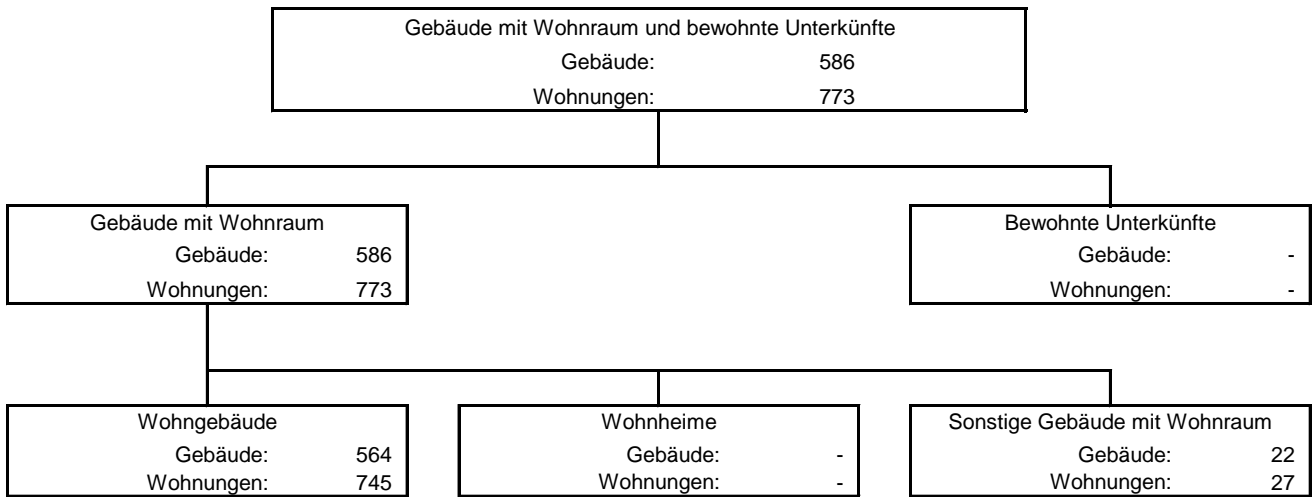 Gebäude mit Wohnraum und bewohnte Unterkünfte
Gebäude: 586
Wohnungen: 773
Gebäude mit Wohnraum
Gebäude: 586
Wohnungen: 773
Bewohnte Unterkünfte
Gebäude: -
Wohnungen: -
Wohngebäude
Gebäude: 564
Wohnungen: 745
Wohnheime
Gebäude: -
Wohnungen: -
Sonstige Gebäude mit Wohnraum
Gebäude: 22
Wohnungen: 27